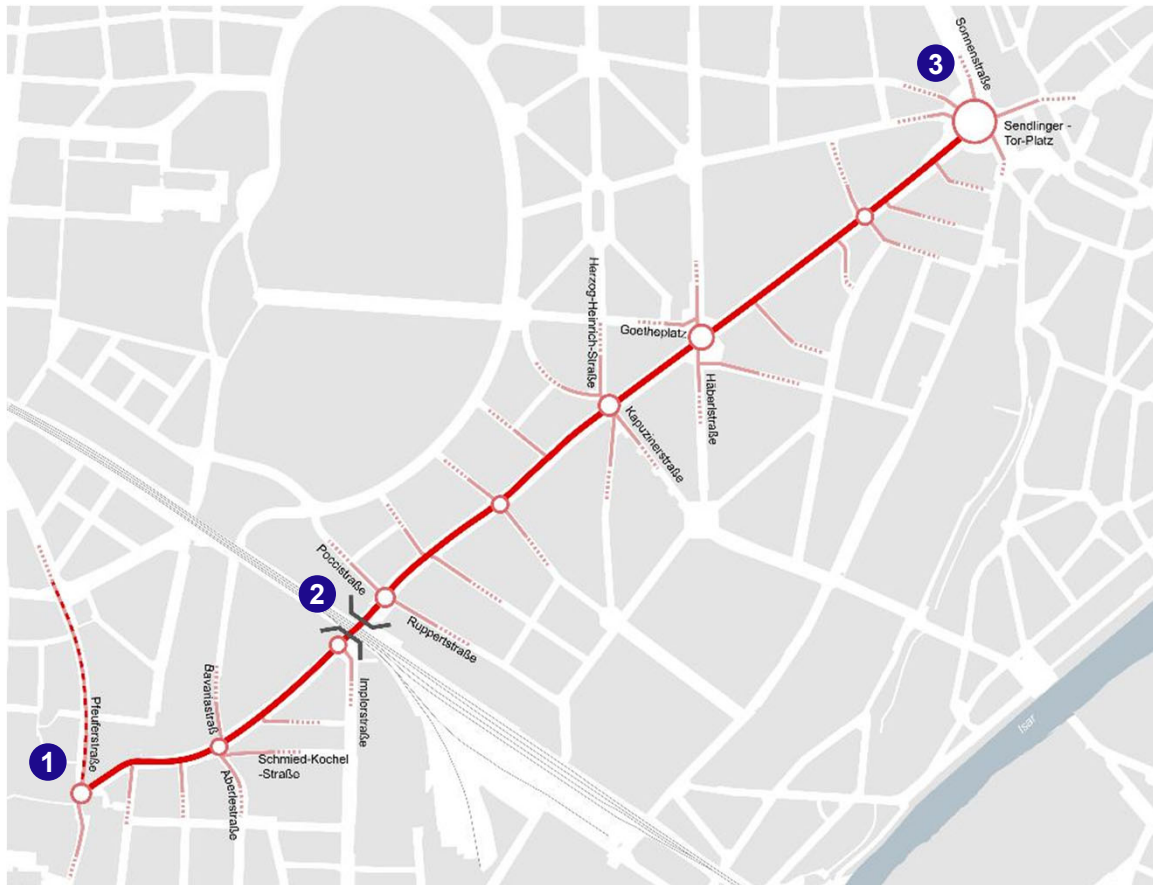 3
Sonnenstraße
Sendlinger -
Tor-Platz
Herzog-Heinrich-Straße
Goetheplatz
Häberlstraße
Kapuzinerstraße
Poccistraße
2
Ruppertstraße
Implerstraße
Bavariastraß
Pfeuferstraße
1
Schmied-Kochel
-Straße
Aberlestraße
Isar